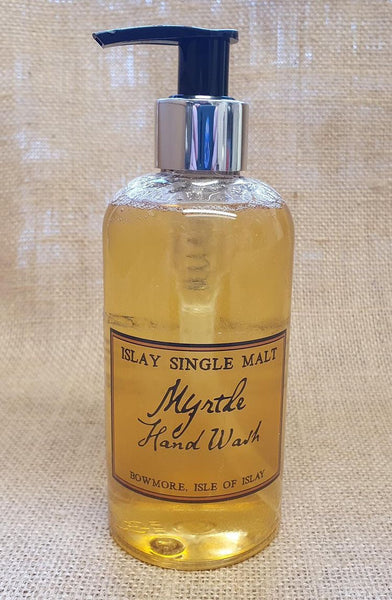 ISLAY SINGLE MALT
Myrtle
Hand Wash
BOWMORE, ISLE OF ISLAY